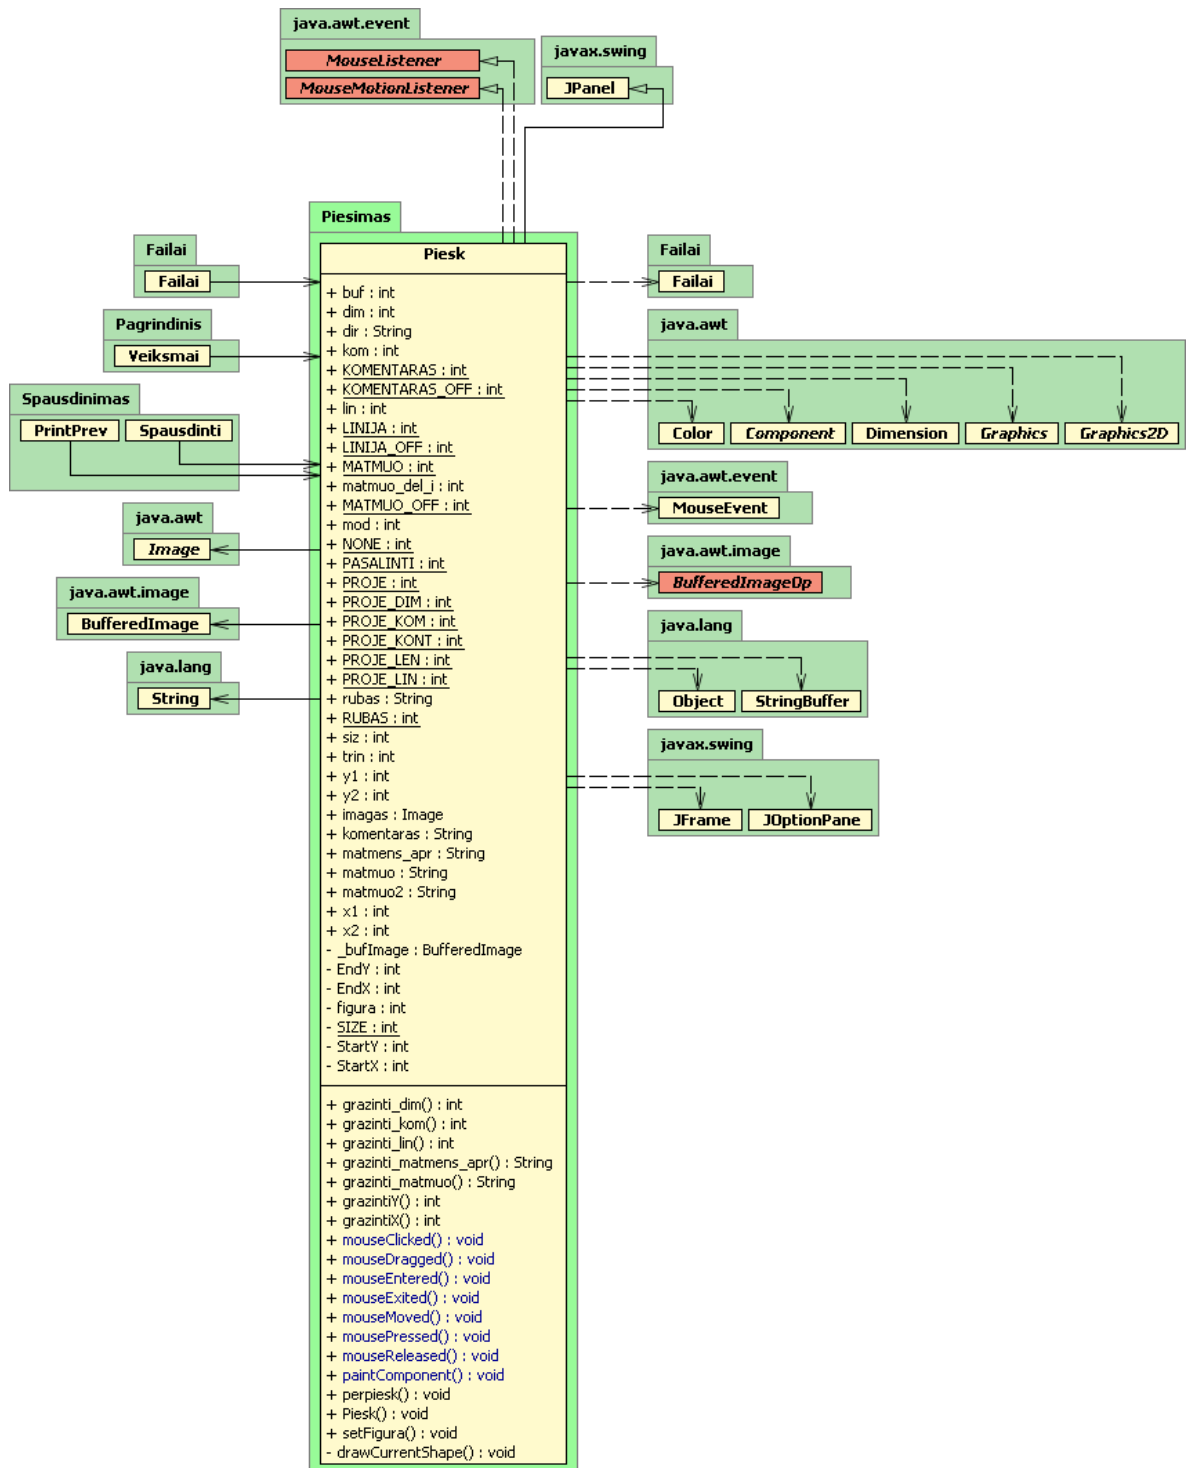 java.awt.event
MouseListener
MouseMotionListener
javax.swing
JPanel
Failai
Failai
Pagrindinis
Veiksmai
Spausdinimas
PrintPrev Spausdinti
java.awt
Image
java.awt.image
BufferedImage
java.lang
String
Piesimas
Piesk
+ buf : int
+ dim : int
+ dir : String
+ kom : int
+ KOMENTARAS : int
+ KOMENTARAS_OFF : int
+ lin : int
+ LINIJA : int
+ LINIJA_OFF : int
+ MATMUO : int
+ matmuo_del_i : int
+ MATMUO_OFF : int
+ mod : int
+ NONE : int
+ PASALINTI : int
+ PROJE : int
+ PROJE_DIM : int
+ PROJE_KOM : int
+ PROJE_KONT : int
+ PROJE_LEN : int
+ PROJE_LIN : int
+ rubas : String
+ RUBAS : int
+ siz : int
+ trin : int
+ y1 : int
+ y2 : int
+ imagas : Image
+ komentaras : String
+ matmens_apr : String
+ matmuo : String
+ matmuo2 : String
+ x1 : int
+ x2 : int
- _bufImage : BufferedImage
- EndY : int
- EndX : int
- figura : int
- SIZE : int
- StartY : int
- StartX : int
+ grazinti_dim() : int
+ grazinti_kom() : int
+ grazinti_lin() : int
+ grazinti_matmens_apr() : String
+ grazinti_matmuo() : String
+ grazintiY() : int
+ grazintiX() : int
+ mouseClicked() : void
+ mouseDragged() : void
+ mouseEntered() : void
+ mouseExited() : void
+ mouseMoved() : void
+ mousePressed() : void
+ mouseReleased() : void
+ paintComponent() : void
+ perpiesk() : void
+ Piesk() : void
+ setFigura() : void
- drawCurrentShape() : void
Failai
Failai
java.awt
Color Component Dimension Graphics Graphics2D
java.awt.event
MouseEvent
java.awt.image
BufferedImageOp
java.lang
Object StringBuffer
javax.swing
JFrame JOptionPane